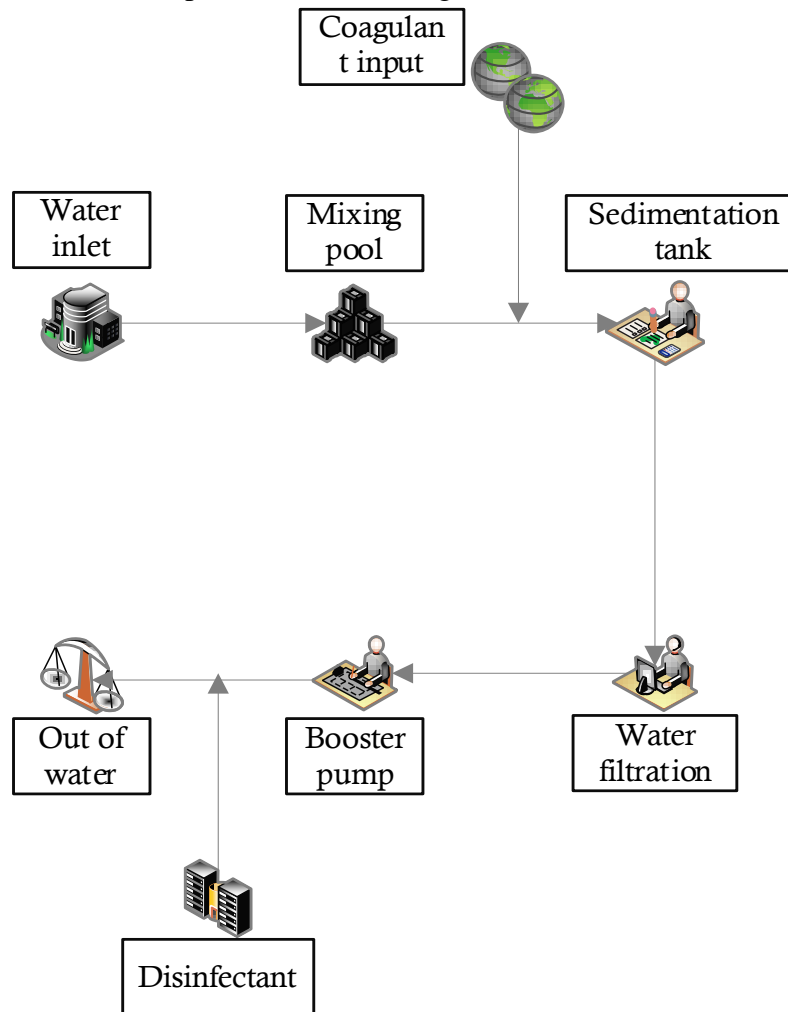 Coagulan
t input
Water
inlet
Mixing
pool
Sedimentation
tank
Out of
water
Booster
pump
Water
filtration
Disinfectant